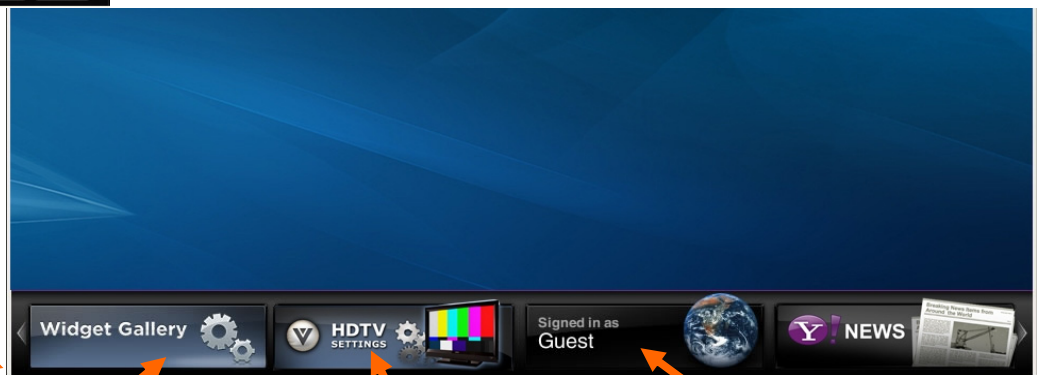 Widget Gallery
V
HDTV
SETTINGS
Signed in as
Guest
Y! NEWS
Breaking News Items from
Around the World